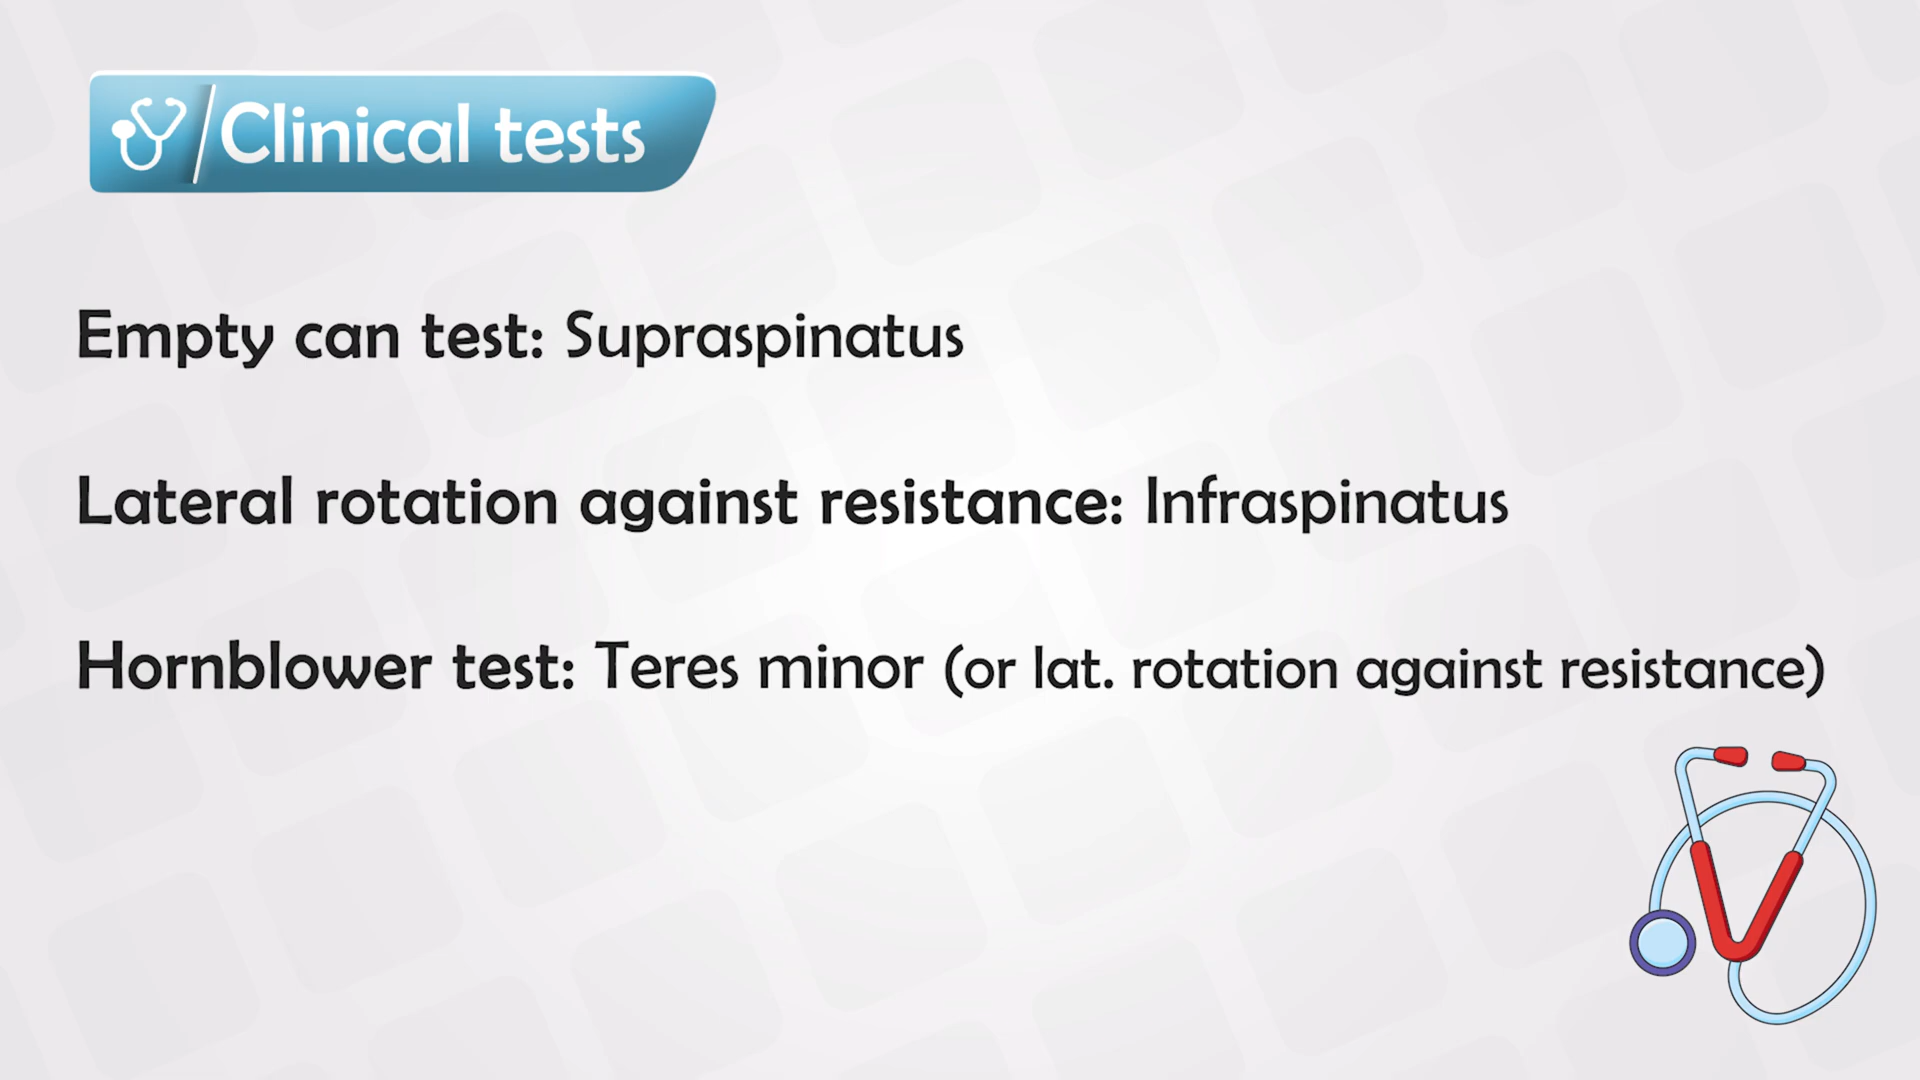 Clinical tests
Empty can test: Supraspinatus
Lateral rotation against resistance: Infraspinatus
Hornblower test: Teres minor (or lat. rotation against resistance)